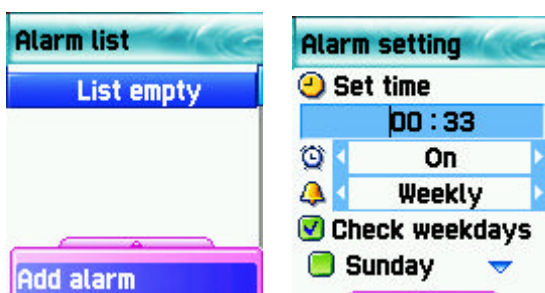 Alarm list
List empty
Add alarm
Alarm setting
Set time
00 : 33
On
Weekly
Check weekdays
Sunday